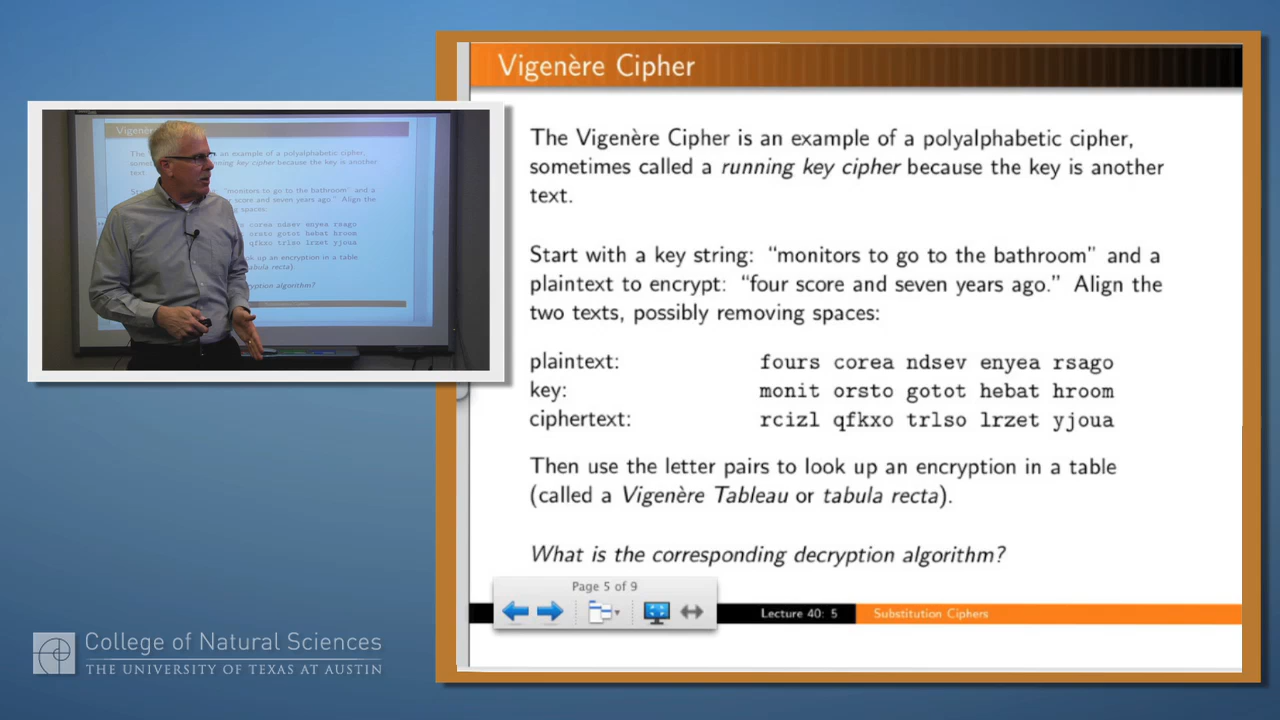 Vigenère Cipher
The Vigenère Cipher is an example of a polyalphabetic cipher,
sometimes called a running key cipher because the key is another
text.
Start with a key string: “monitors to go to the bathroom” and a
plaintext to encrypt: “four score and seven years ago.” Align the
two texts, possibly removing spaces:
plaintext: fours corea ndsev enyea rsago
key: monit orsto gotot hebat hroom
ciphertext: rcizl qfkxo trlso lrzet yjoua
Then use the letter pairs to look up an encryption in a table
(called a Vigenère Tableau or tabula recta).
What is the corresponding decryption algorithm?
Page 5 of 9
Lecture 40: 5 Substitution Ciphers
College of Natural Sciences
THE UNIVERSITY OF TEXAS AT AUSTIN